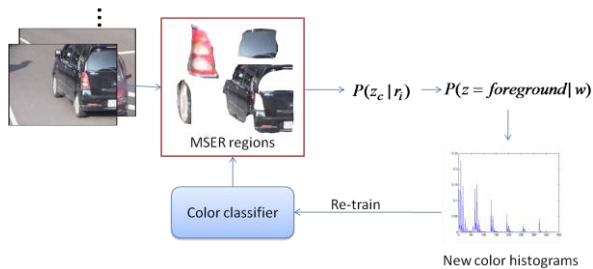 P(z_c | r_i)
P(z = foreground | w)
MSER regions
Color classifier
Re-train
New color histograms